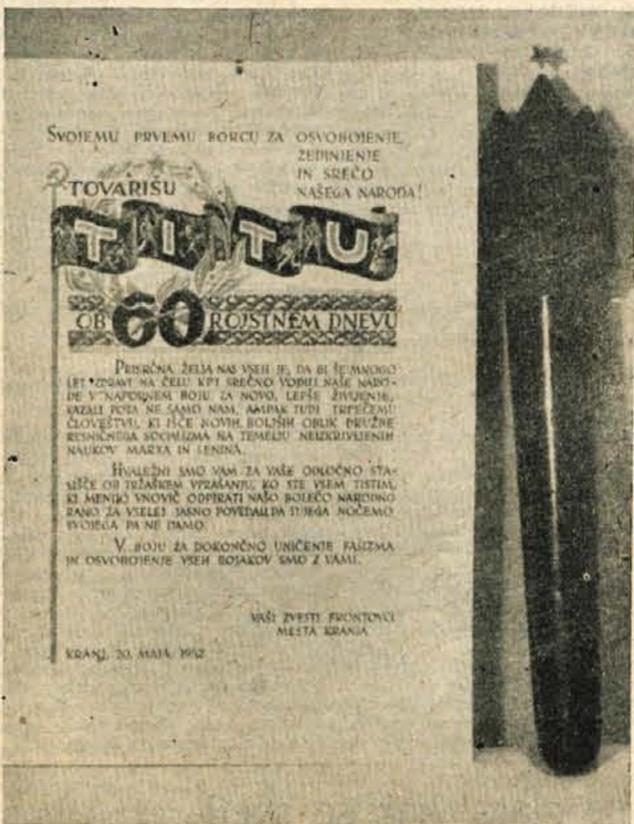 SVOJEMU PRVEMU BORCU ZA OSVOBOJENJE,
ZEDINJENJE
IN SREČO
NAŠEGA NARODA!
TOVARIŠU
TITU
OB 60 ROJSTNEM DNEVU
PRISRČNA ŽELJA NAS VSEH JE, DA BI ŠE MNOGO
LET ZDRAVI NA ČELU KPJ SREČNO VODILI NAŠE NARO-
DE V NAPORNEM BOJU ZA NOVO, LEPŠE ŽIVLJENJE,
KAZALI POTA NE SAMO NAM, AMPAK TUDI TRPEČEMU
ČLOVEŠTVU, KI IŠČE NOVIH, BOLJŠIH OBLIK DRUŽBE
RESNIČNEGA SOCIALIZMA NA TEMELJU NEIZKRIVLJENIH
NAUKOV MARXA IN LENINA.
HVALEŽNI SMO VAM ZA VAŠE ODLOČNO STA-
LIŠČE OB TRŽAŠKEM VPRAŠANJU, KO STE VSEM TISTIM,
KI MENIJO VNOVIČ ODPIRATI NAŠO BOLEČO NARODNO
RANO ZA VSELEJ JASNO POVEDALI, DA TUJEGA NOČEMO
SVOJEGA PA NE DAMO.
V BOJU ZA DOKONČNO UNIČENJE FAŠIZMA
IN OSVOBOJENJE VSEH ROJAKOV SMO Z VAMI.
VAŠI ZVESTI FRONTOVCI
MESTA KRANJA
KRANJ, 20. MAJA 1952